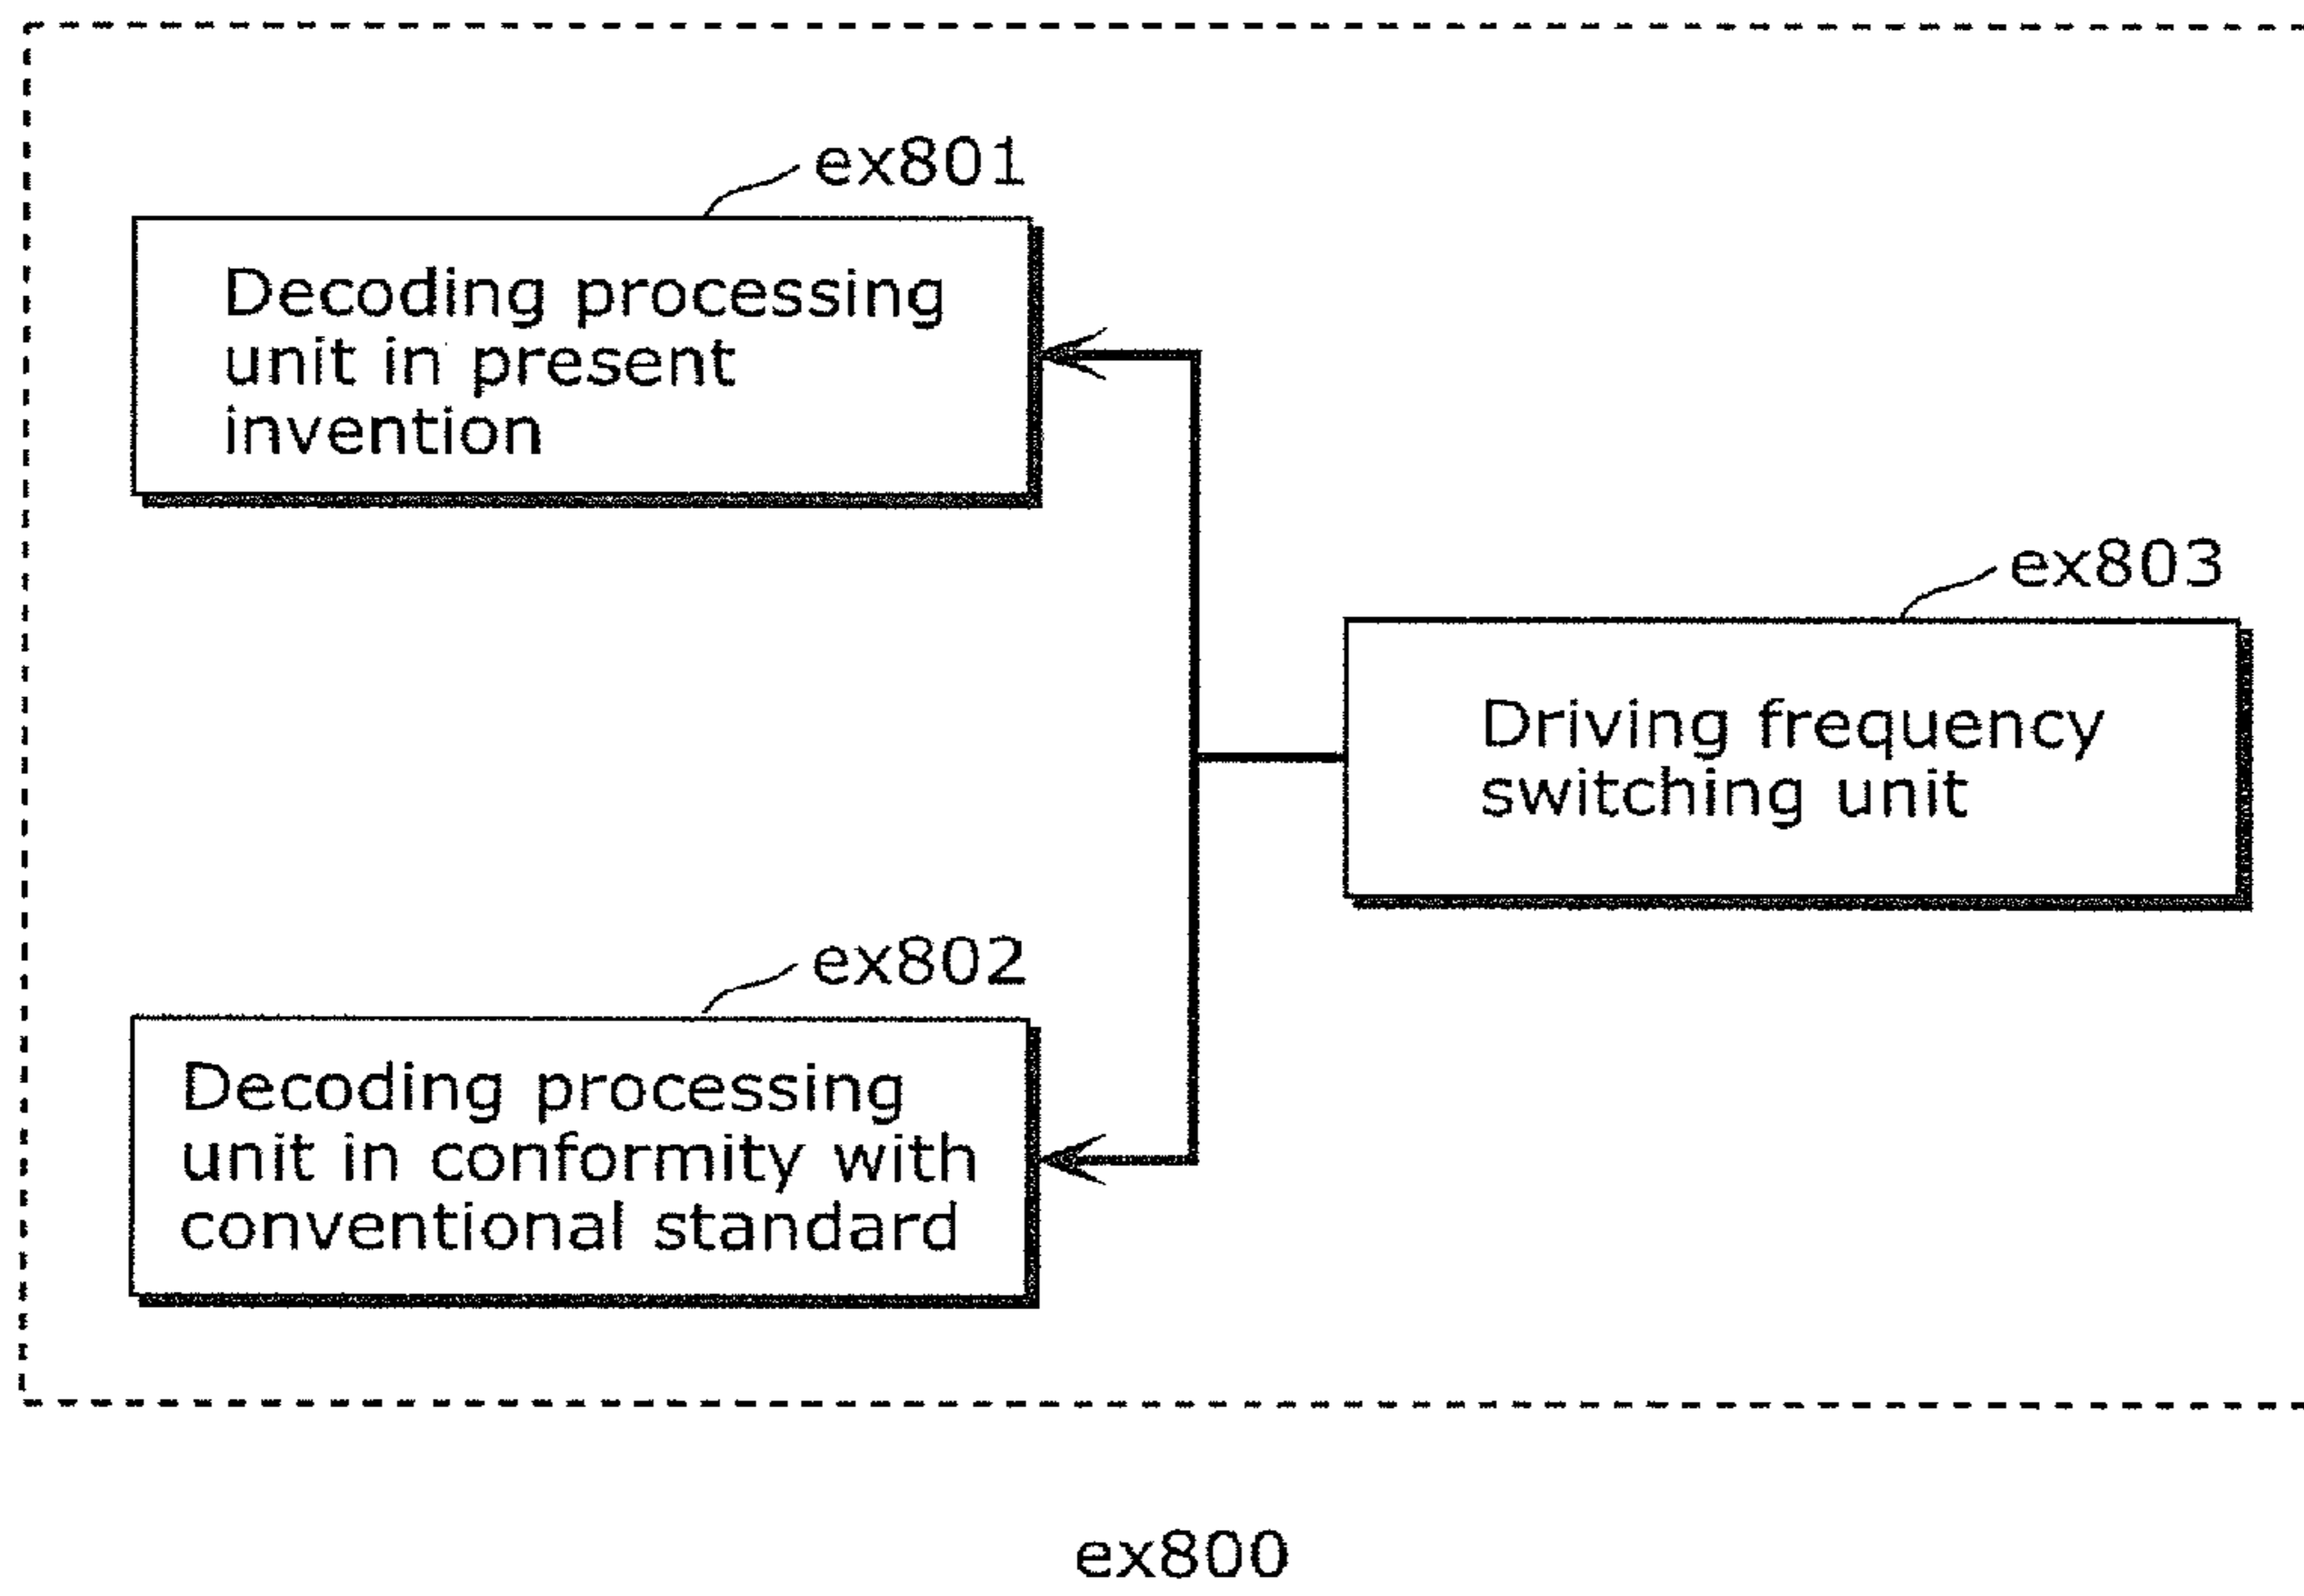 ex801
Decoding processing
unit in present
invention
ex803
Driving frequency
switching unit
ex802
Decoding processing
unit in conformity with
conventional standard
ex800